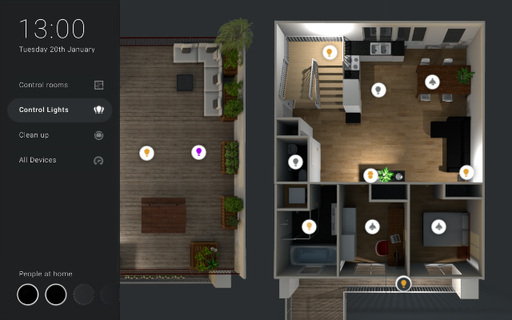 13:00
Tuesday 20th January
Control rooms
Control Lights
Clean up
All Devices
People at home